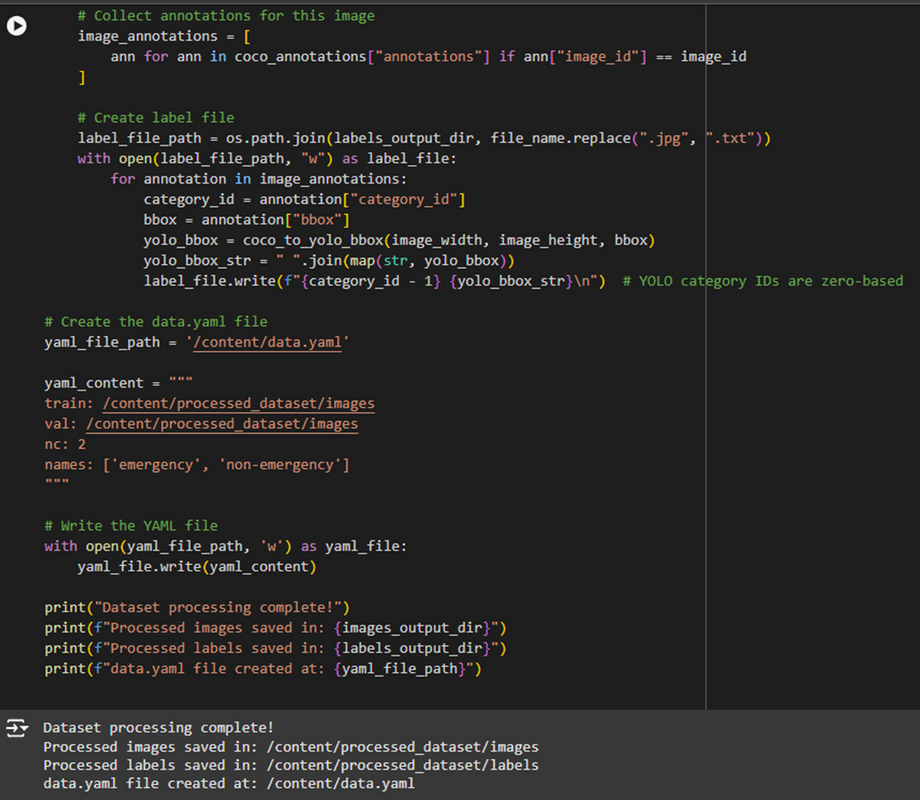 # Collect annotations for this image
image_annotations = [
ann for ann in coco_annotations["annotations"] if ann["image_id"] == image_id
]
# Create label file
label_file_path = os.path.join(labels_output_dir, file_name.replace(".jpg", ".txt"))
with open(label_file_path, "w") as label_file:
for annotation in image_annotations:
category_id = annotation["category_id"]
bbox = annotation["bbox"]
yolo_bbox = coco_to_yolo_bbox(image_width, image_height, bbox)
yolo_bbox_str = " ".join(map(str, yolo_bbox))
label_file.write(f"{category_id - 1} {yolo_bbox_str}\n")  # YOLO category IDs are zero-based
# Create the data.yaml file
yaml_file_path = '/content/data.yaml'
yaml_content = """
train: /content/processed_dataset/images
val: /content/processed_dataset/images
nc: 2
names: ['emergency', 'non-emergency']
"""
# Write the YAML file
with open(yaml_file_path, 'w') as yaml_file:
yaml_file.write(yaml_content)
print("Dataset processing complete!")
print(f"Processed images saved in: {images_output_dir}")
print(f"Processed labels saved in: {labels_output_dir}")
print(f"data.yaml file created at: {yaml_file_path}")
Dataset processing complete!
Processed images saved in: /content/processed_dataset/images
Processed labels saved in: /content/processed_dataset/labels
data.yaml file created at: /content/data.yaml